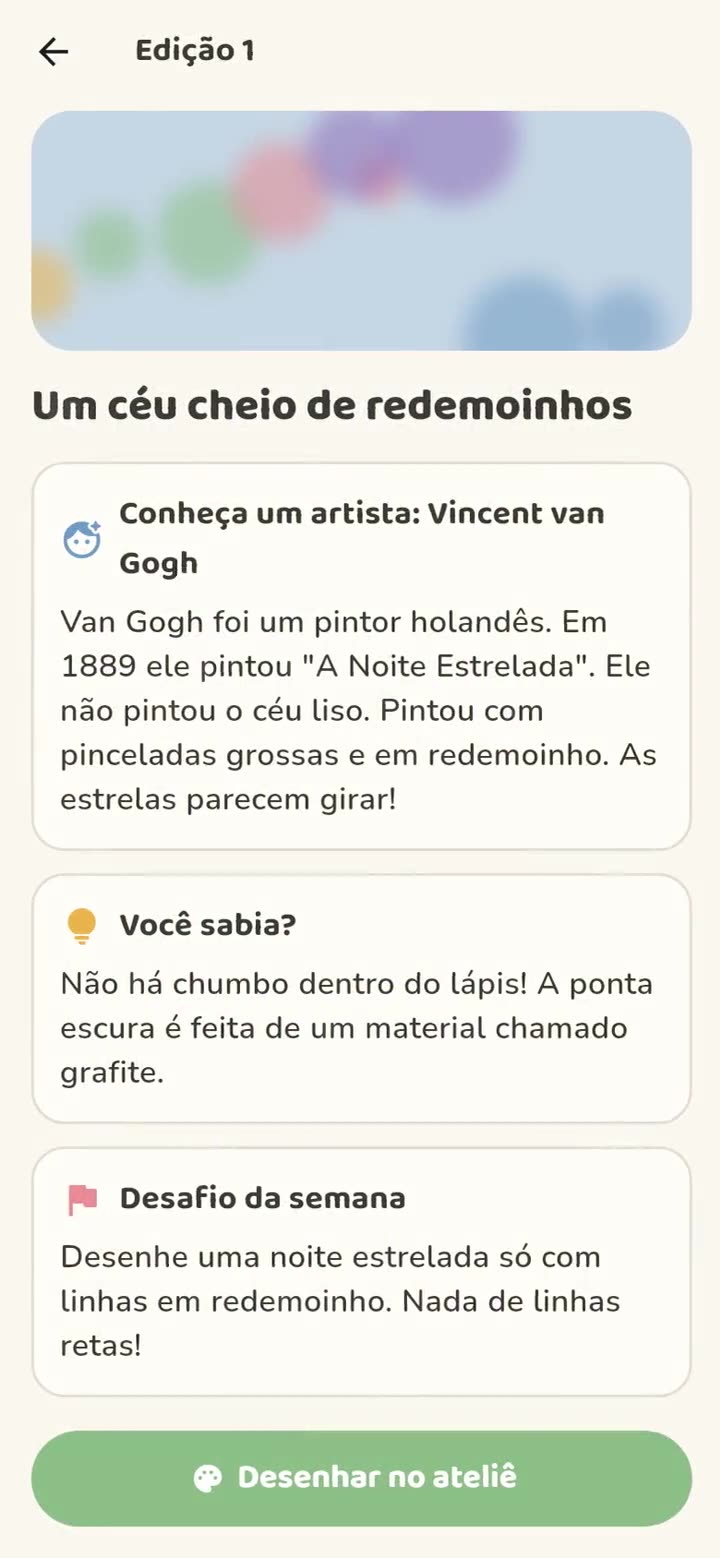 Edição 1
Um céu cheio de redemoinhos
Conheça um artista: Vincent van
Gogh
Van Gogh foi um pintor holandês. Em
1889 ele pintou "A Noite Estrelada". Ele
não pintou o céu liso. Pintou com
pinceladas grossas e em redemoinho. As
estrelas parecem girar!
Você sabia?
Não há chumbo dentro do lápis! A ponta
escura é feita de um material chamado
grafite.
Desafio da semana
Desenhe uma noite estrelada só com
linhas em redemoinho. Nada de linhas
retas!
Desenhar no ateliê